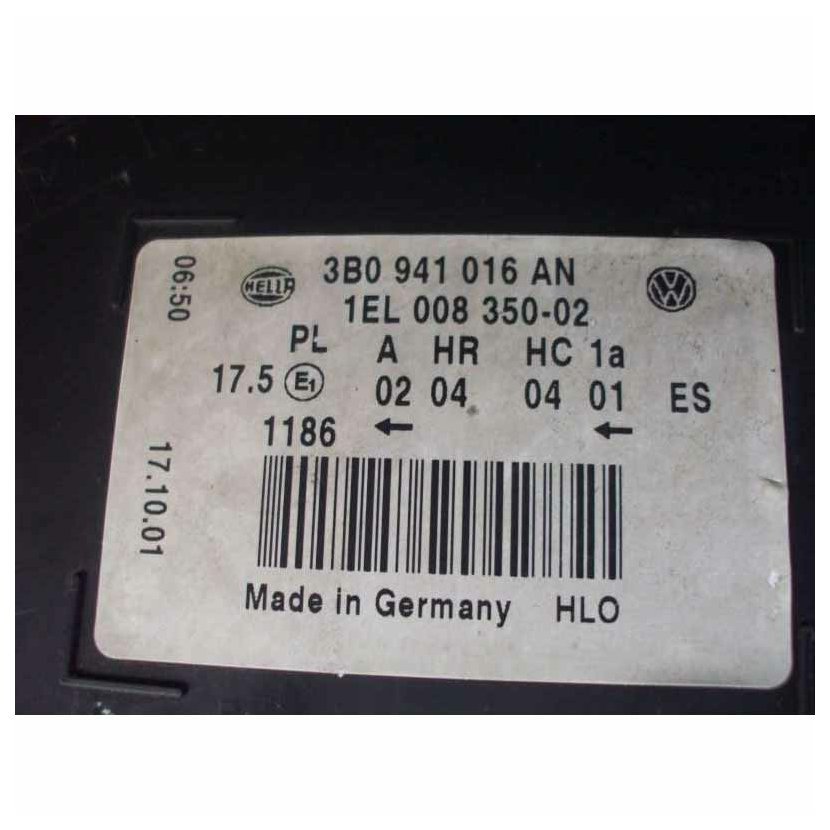 06:50
HELLA
3B0 941 016 AN
VW
1EL 008 350-02
PL A HR HC 1a
17.5 E1 02 04 04 01 ES
1186 ← ←
17.10.01
Made in Germany HLO